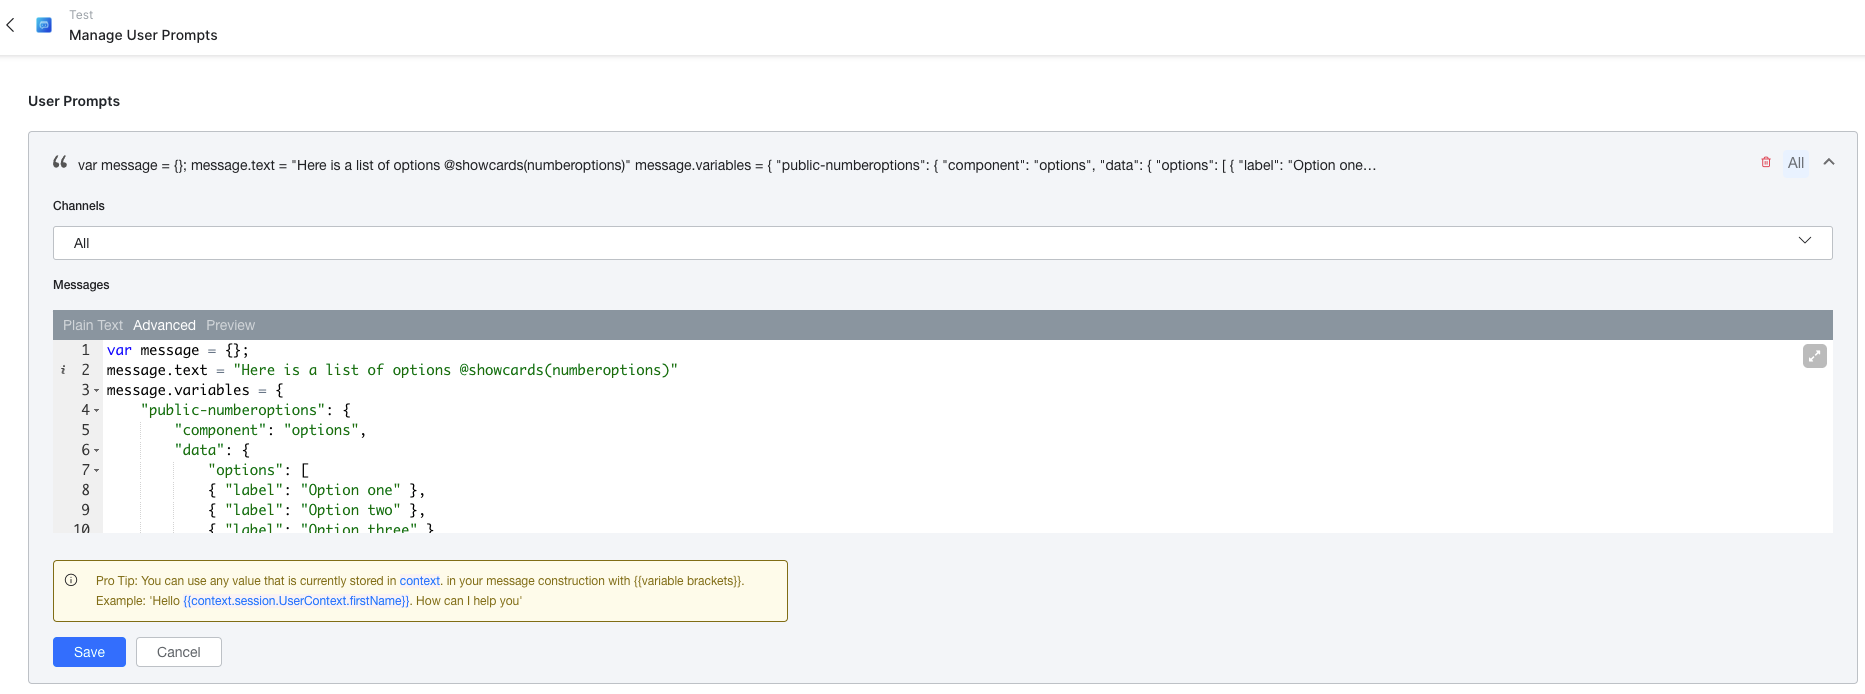 Test
Manage User Prompts
User Prompts
“ var message = {}; message.text = "Here is a list of options @showcards(numberoptions)" message.variables = { "public-numberoptions": { "component": "options", "data": { "options": [ { "label": "Option one… All
Channels
All
Messages
Plain Text Advanced Preview
1 var message = {};
i 2 message.text = "Here is a list of options @showcards(numberoptions)"
3 message.variables = {
4 "public-numberoptions": {
5 "component": "options",
6 "data": {
7 "options": [
8 { "label": "Option one" },
9 { "label": "Option two" },
10 { "label": "Option three" }
Pro Tip: You can use any value that is currently stored in context. in your message construction with {{variable brackets}}.
Example: 'Hello {{context.session.UserContext.firstName}}. How can I help you'
Save Cancel